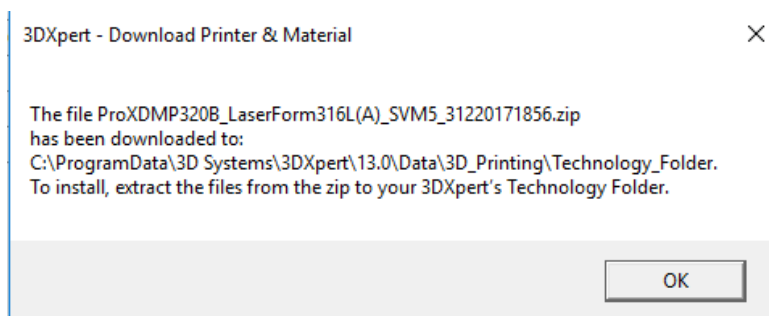 3DXpert - Download Printer & Material
The file ProXDMP320B_LaserForm316L(A)_SVM5_31220171856.zip
has been downloaded to:
C:\ProgramData\3D Systems\3DXpert\13.0\Data\3D_Printing\Technology_Folder.
To install, extract the files from the zip to your 3DXpert's Technology Folder.
OK